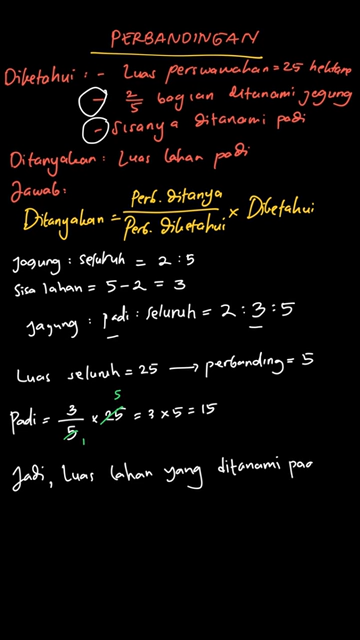 PERBANDINGAN
Diketahui : - Luas persawahan = 25 hektare
- 2/5 bagian ditanami jagung
- Sisanya ditanami padi
Ditanyakan : Luas lahan padi
Jawab :
Ditanyakan = Perb. ditanya / Perb. diketahui × Diketahui
Jagung : seluruh = 2 : 5
Sisa lahan = 5 - 2 = 3
Jagung : padi : seluruh = 2 : 3 : 5
Luas seluruh = 25 → perbanding = 5
5
Padi = 3/5 × 25 = 3 × 5 = 15
1
Jadi, Luas lahan yang ditanami pad